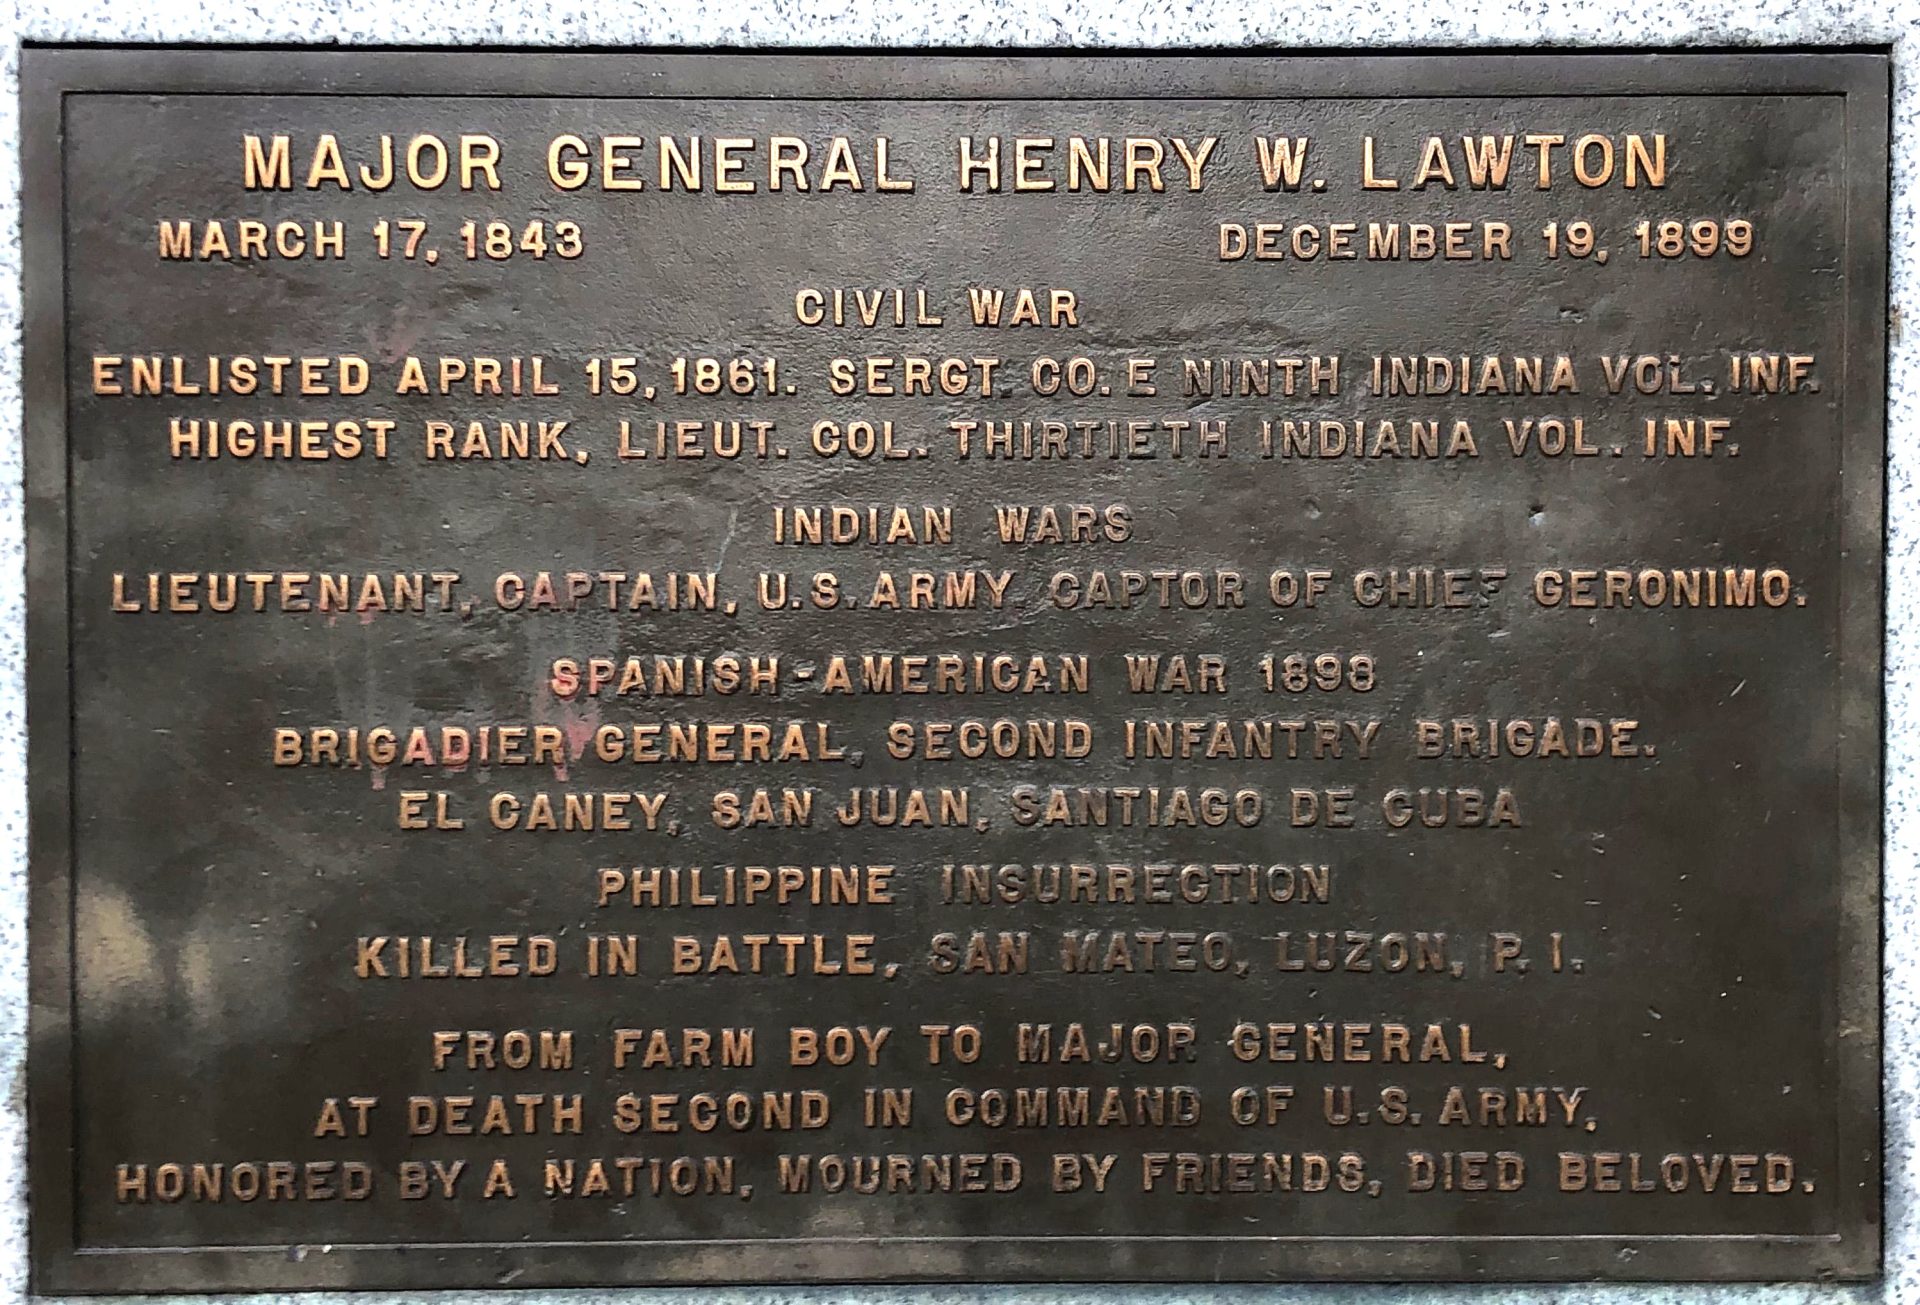 MAJOR GENERAL HENRY W. LAWTON
MARCH 17, 1843 DECEMBER 19, 1899
CIVIL WAR
ENLISTED APRIL 15, 1861. SERGT. CO. E NINTH INDIANA VOL. INF.
HIGHEST RANK, LIEUT. COL. THIRTIETH INDIANA VOL. INF.
INDIAN WARS
LIEUTENANT, CAPTAIN, U.S. ARMY. CAPTOR OF CHIEF GERONIMO.
SPANISH-AMERICAN WAR 1898
BRIGADIER GENERAL, SECOND INFANTRY BRIGADE.
EL CANEY, SAN JUAN, SANTIAGO DE CUBA
PHILIPPINE INSURRECTION
KILLED IN BATTLE, SAN MATEO, LUZON, P. I.
FROM FARM BOY TO MAJOR GENERAL,
AT DEATH SECOND IN COMMAND OF U.S. ARMY,
HONORED BY A NATION, MOURNED BY FRIENDS, DIED BELOVED.